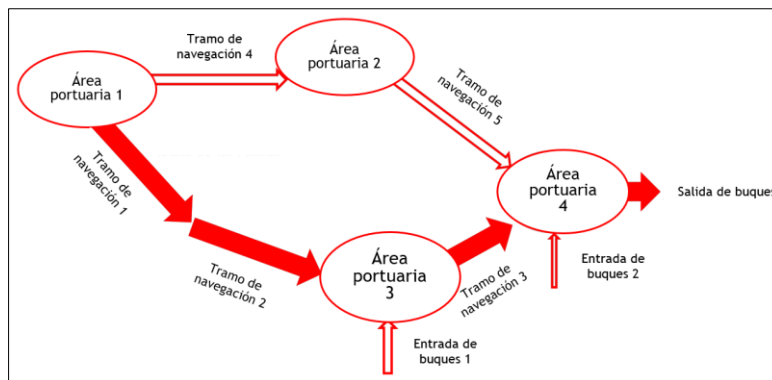 Tramo de
navegación 4
Área
portuaria 2
Área
portuaria 1
Tramo de
navegación 5
Tramo de
navegación 1
Área
portuaria
4
Salida de buques
Área
portuaria
3
Tramo de
navegación 2
Tramo de
navegación 3
Entrada de
buques 2
Entrada de
buques 1